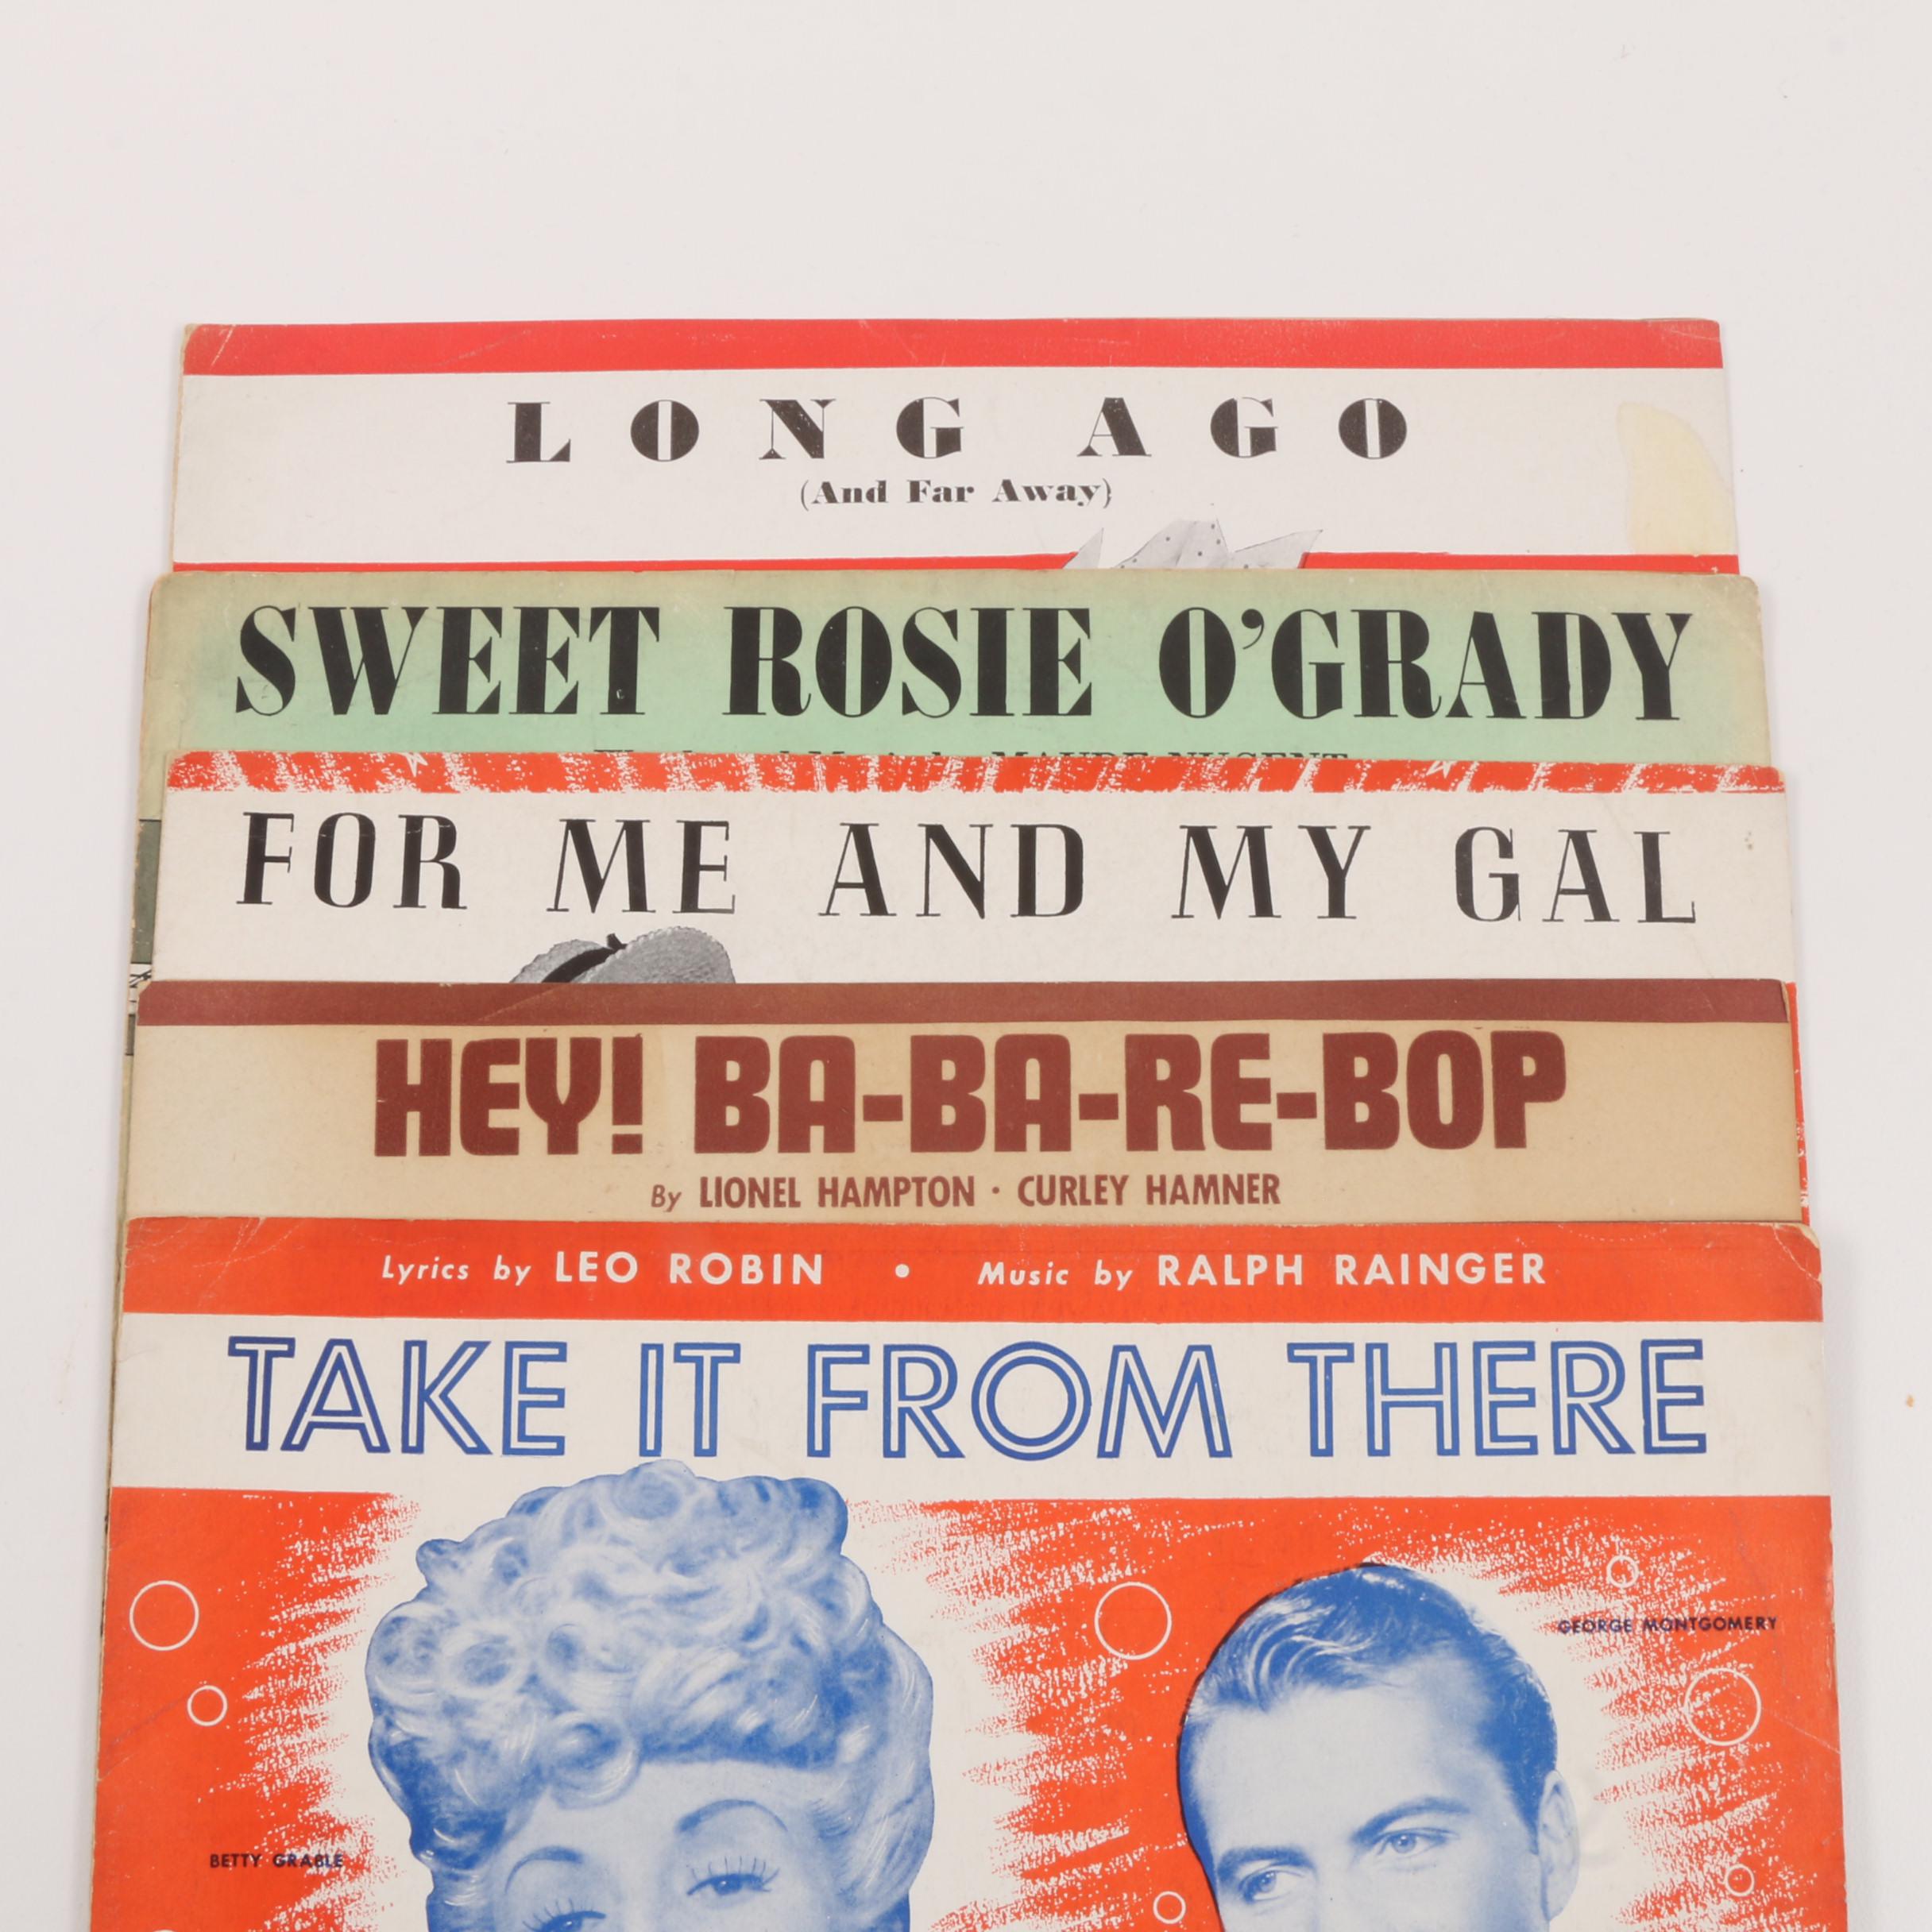 LONG AGO
(And Far Away)
SWEET ROSIE O'GRADY
MAUDE NUGENT
FOR ME AND MY GAL
HEY! BA-BA-RE-BOP
By LIONEL HAMPTON · CURLEY HAMNER
Lyrics by LEO ROBIN • Music by RALPH RAINGER
TAKE IT FROM THERE
GEORGE MONTGOMERY
BETTY GRABLE